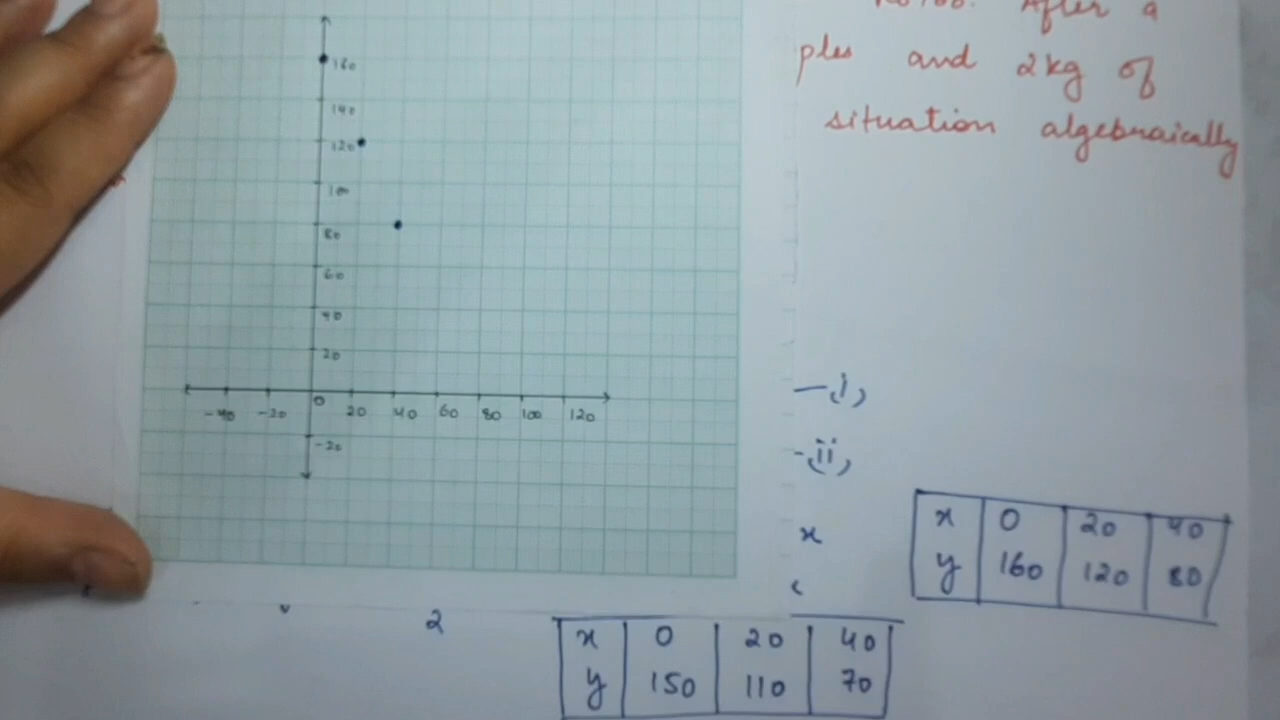 After a
ples and 2kg of
situation algebraically
160
140
120
100
80
60
40
20
-40 -20 0 20 40 60 80 100 120
-20
—(i)
-(ii)
x
x 0 20 40
y 160 120 80
2
x 0 20 40
y 150 110 70